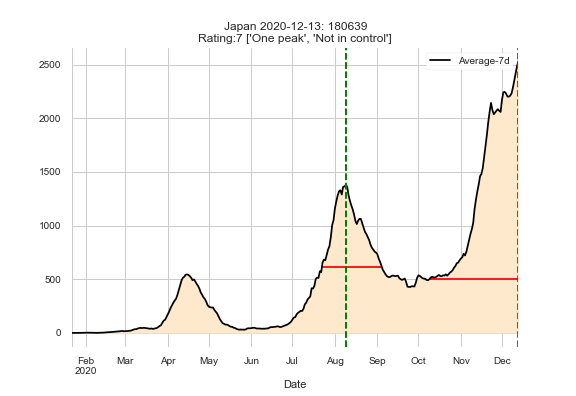 Japan 2020-12-13: 180639
Rating:7 ['One peak', 'Not in control']
Average-7d
2500
2000
1500
1000
500
0
Feb Mar Apr May Jun Jul Aug Sep Oct Nov Dec
2020
Date